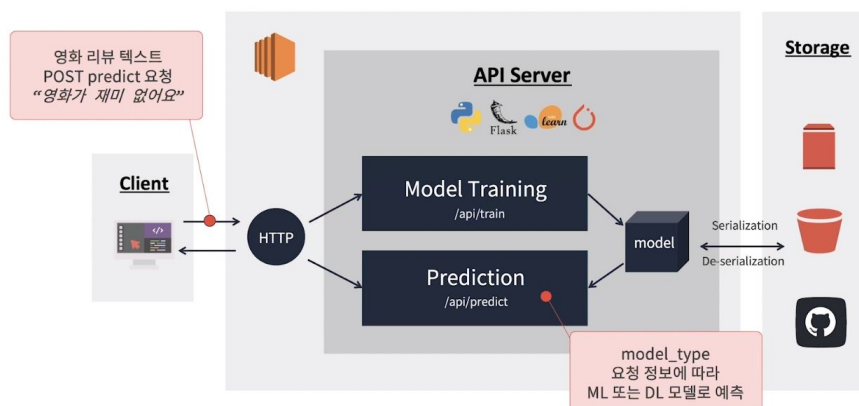 영화 리뷰 텍스트
POST predict 요청
“영화가 재미 없어요”
Client
HTTP
API Server
Flask
learn
Model Training
/api/train
Prediction
/api/predict
model
model_type
요청 정보에 따라
ML 또는 DL 모델로 예측
Serialization
De-serialization
Storage